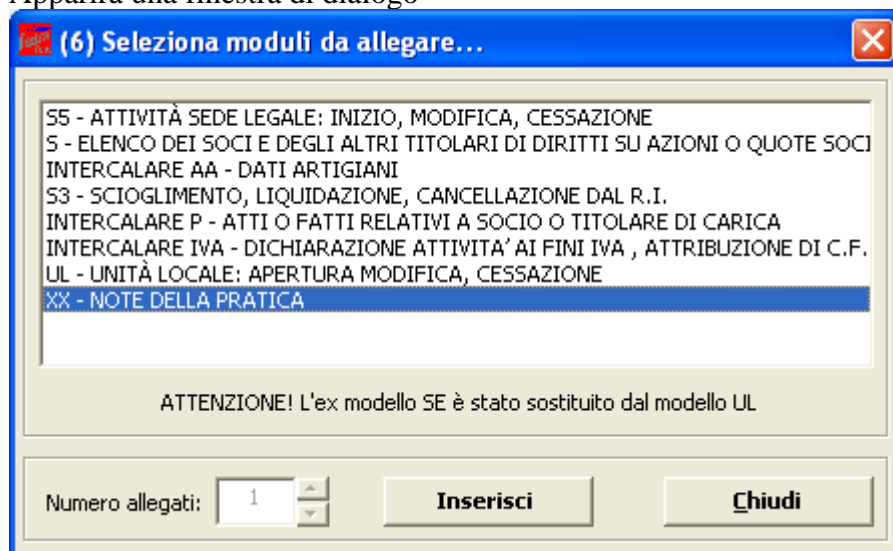 Apparirà una finestra di dialogo
(6) Seleziona moduli da allegare...
S5 - ATTIVITÀ SEDE LEGALE: INIZIO, MODIFICA, CESSAZIONE
S - ELENCO DEI SOCI E DEGLI ALTRI TITOLARI DI DIRITTI SU AZIONI O QUOTE SOCI
INTERCALARE AA - DATI ARTIGIANI
S3 - SCIOGLIMENTO, LIQUIDAZIONE, CANCELLAZIONE DAL R.I.
INTERCALARE P - ATTI O FATTI RELATIVI A SOCIO O TITOLARE DI CARICA
INTERCALARE IVA - DICHIARAZIONE ATTIVITA' AI FINI IVA , ATTRIBUZIONE DI C.F.
UL - UNITÀ LOCALE: APERTURA MODIFICA, CESSAZIONE
XX - NOTE DELLA PRATICA
ATTENZIONE! L'ex modello SE è stato sostituito dal modello UL
Numero allegati: 1 Inserisci Chiudi